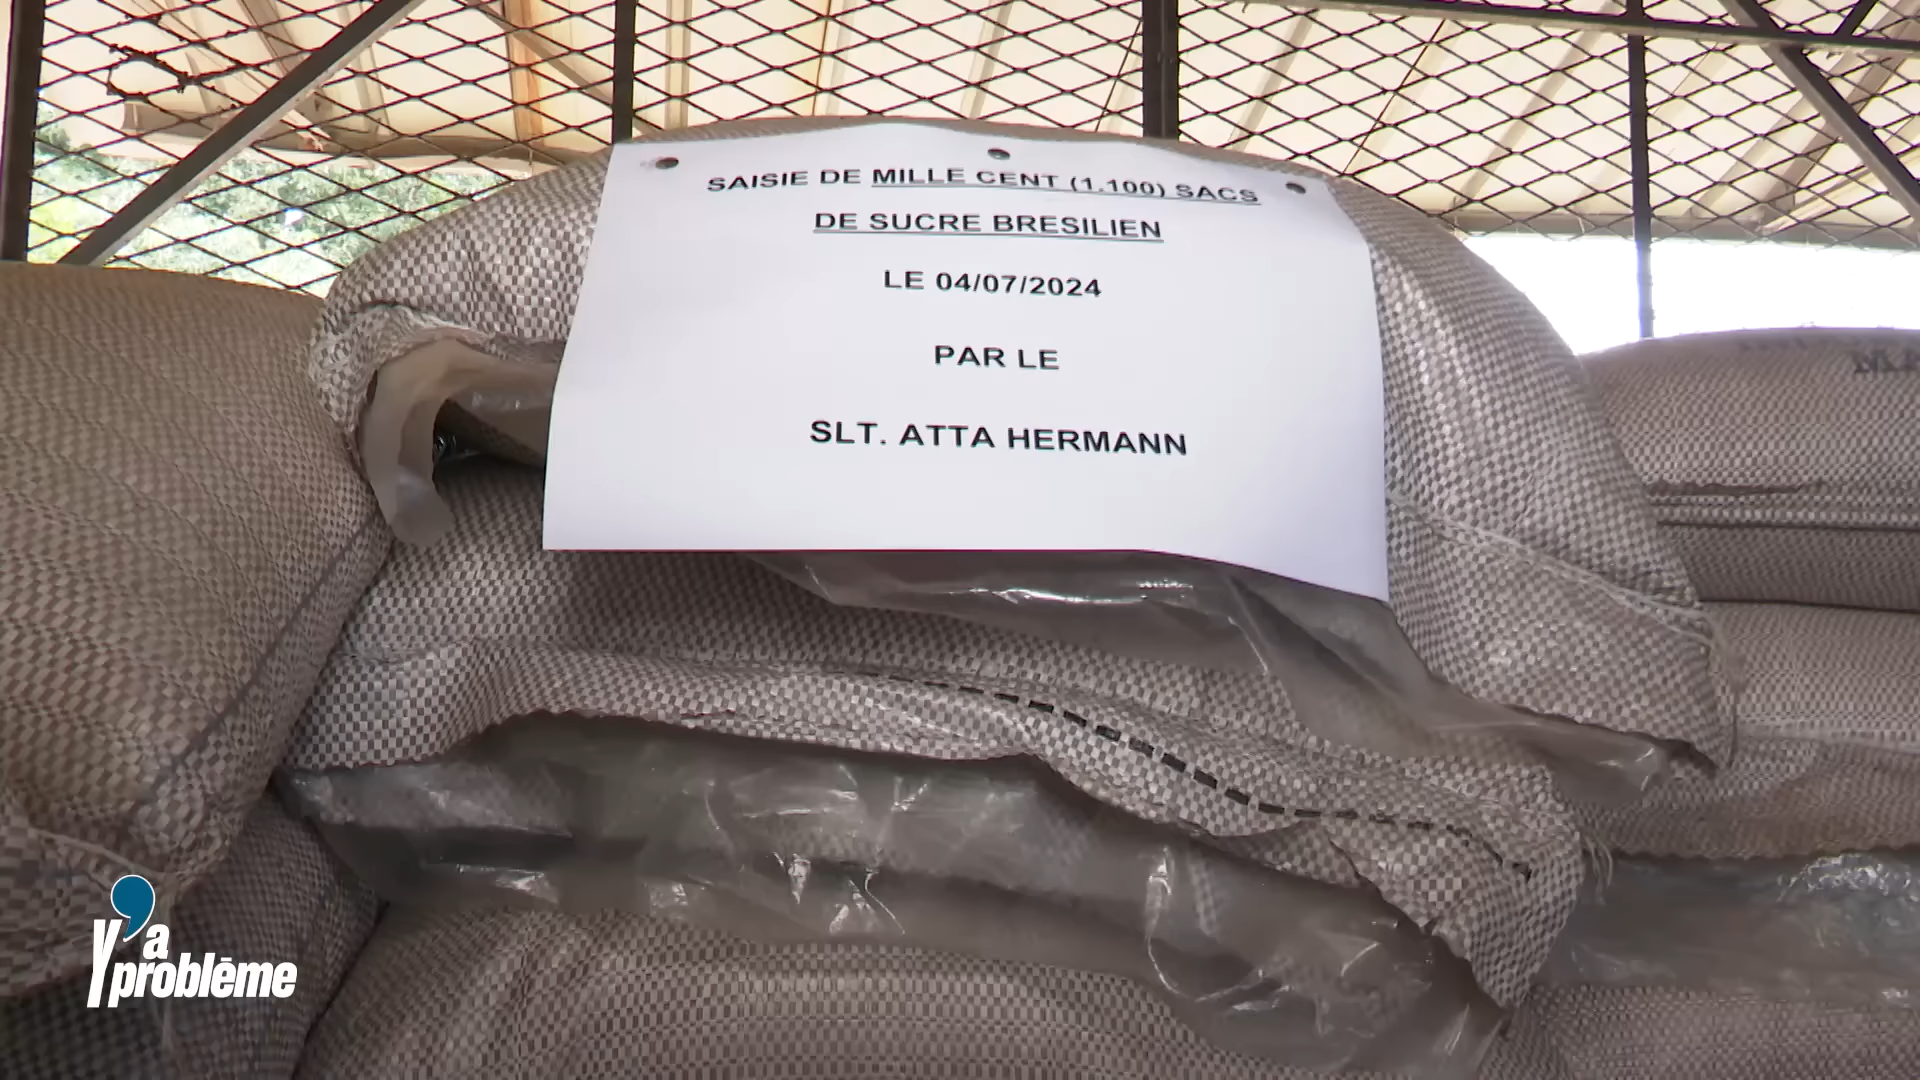 SAISIE DE MILLE CENT (1.100) SACS
DE SUCRE BRESILIEN
LE 04/07/2024
PAR LE
SLT. ATTA HERMANN
Y'a
problème